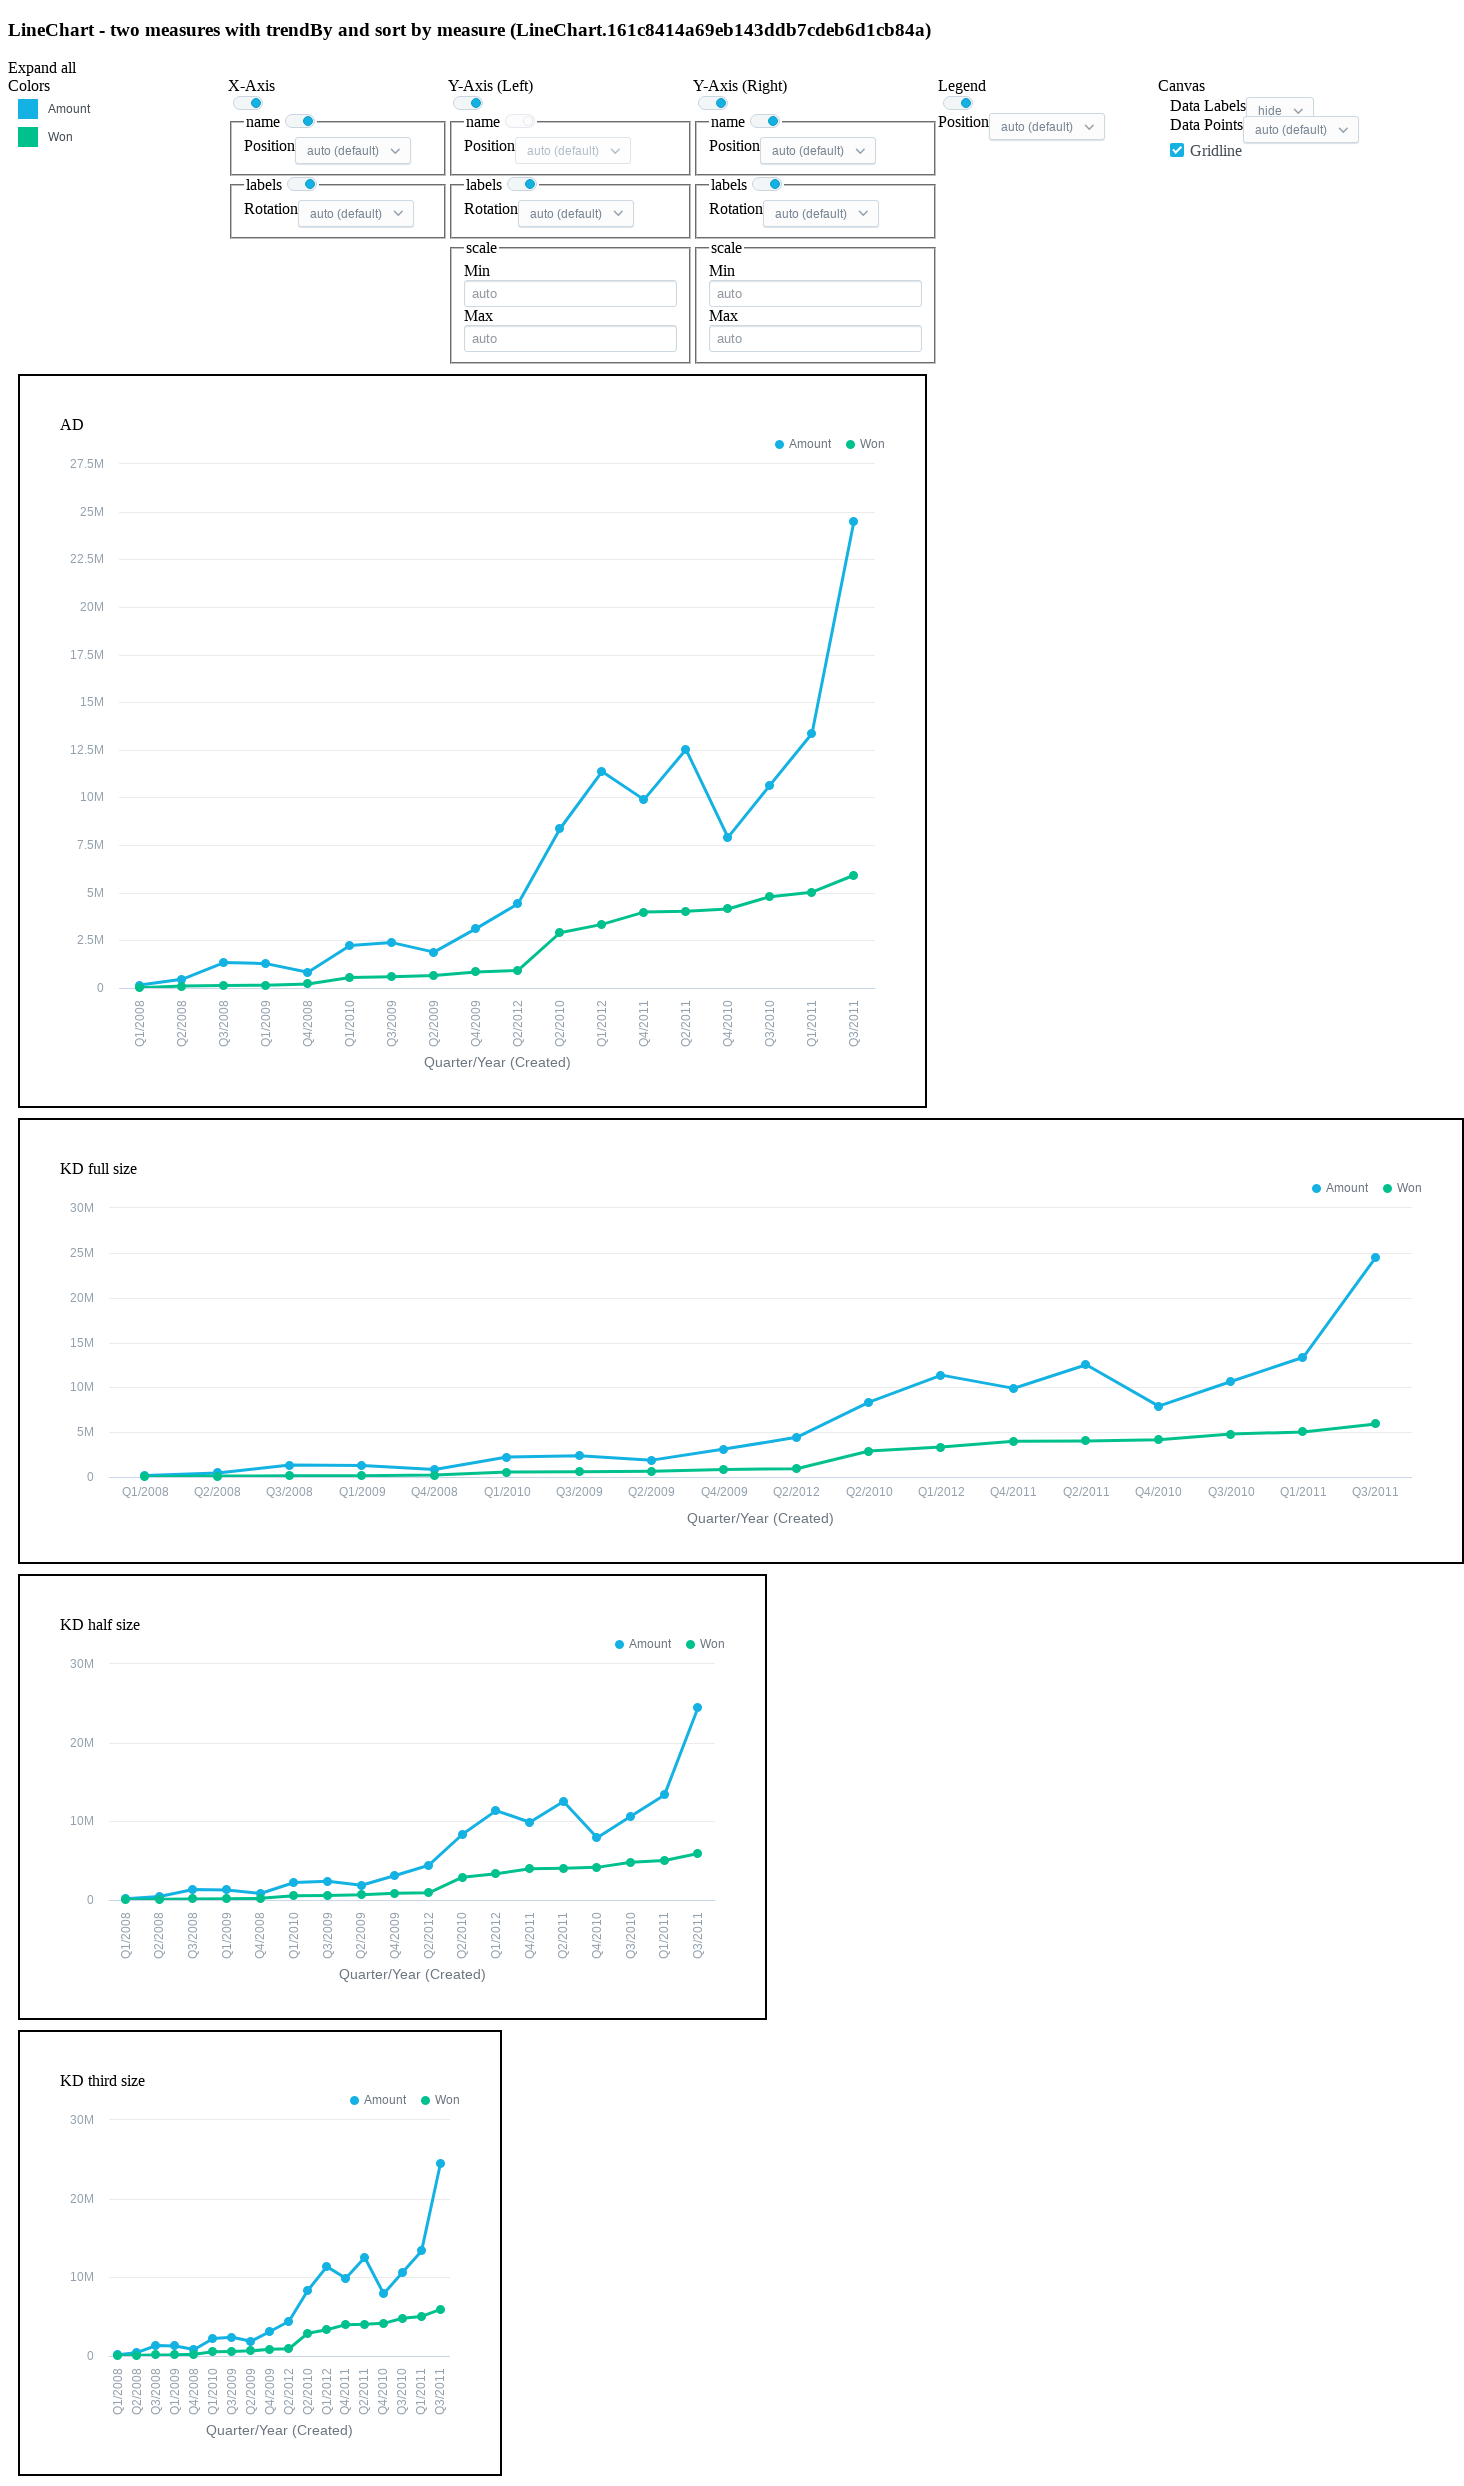 LineChart - two measures with trendBy and sort by measure (LineChart.161c8414a69eb143ddb7cdeb6d1cb84a)
Expand all
Colors
Amount
Won
X-Axis
name
Position auto (default)
labels
Rotation auto (default)
Y-Axis (Left)
name
Position auto (default)
labels
Rotation auto (default)
scale
Min
auto
Max
auto
Y-Axis (Right)
name
Position auto (default)
labels
Rotation auto (default)
scale
Min
auto
Max
auto
Legend
Position auto (default)
Canvas
Data Labels hide
Data Points auto (default)
Gridline
AD
Amount Won
27.5M
25M
22.5M
20M
17.5M
15M
12.5M
10M
7.5M
5M
2.5M
0
Q1/2008 Q2/2008 Q3/2008 Q1/2009 Q4/2008 Q1/2010 Q3/2009 Q2/2009 Q4/2009 Q2/2012 Q2/2010 Q1/2012 Q4/2011 Q2/2011 Q4/2010 Q3/2010 Q1/2011 Q3/2011
Quarter/Year (Created)
KD full size
Amount Won
30M
25M
20M
15M
10M
5M
0
Q1/2008 Q2/2008 Q3/2008 Q1/2009 Q4/2008 Q1/2010 Q3/2009 Q2/2009 Q4/2009 Q2/2012 Q2/2010 Q1/2012 Q4/2011 Q2/2011 Q4/2010 Q3/2010 Q1/2011 Q3/2011
Quarter/Year (Created)
KD half size
Amount Won
30M
20M
10M
0
Q1/2008 Q2/2008 Q3/2008 Q1/2009 Q4/2008 Q1/2010 Q3/2009 Q2/2009 Q4/2009 Q2/2012 Q2/2010 Q1/2012 Q4/2011 Q2/2011 Q4/2010 Q3/2010 Q1/2011 Q3/2011
Quarter/Year (Created)
KD third size
Amount Won
30M
20M
10M
0
Q1/2008 Q2/2008 Q3/2008 Q1/2009 Q4/2008 Q1/2010 Q3/2009 Q2/2009 Q4/2009 Q2/2012 Q2/2010 Q1/2012 Q4/2011 Q2/2011 Q4/2010 Q3/2010 Q1/2011 Q3/2011
Quarter/Year (Created)